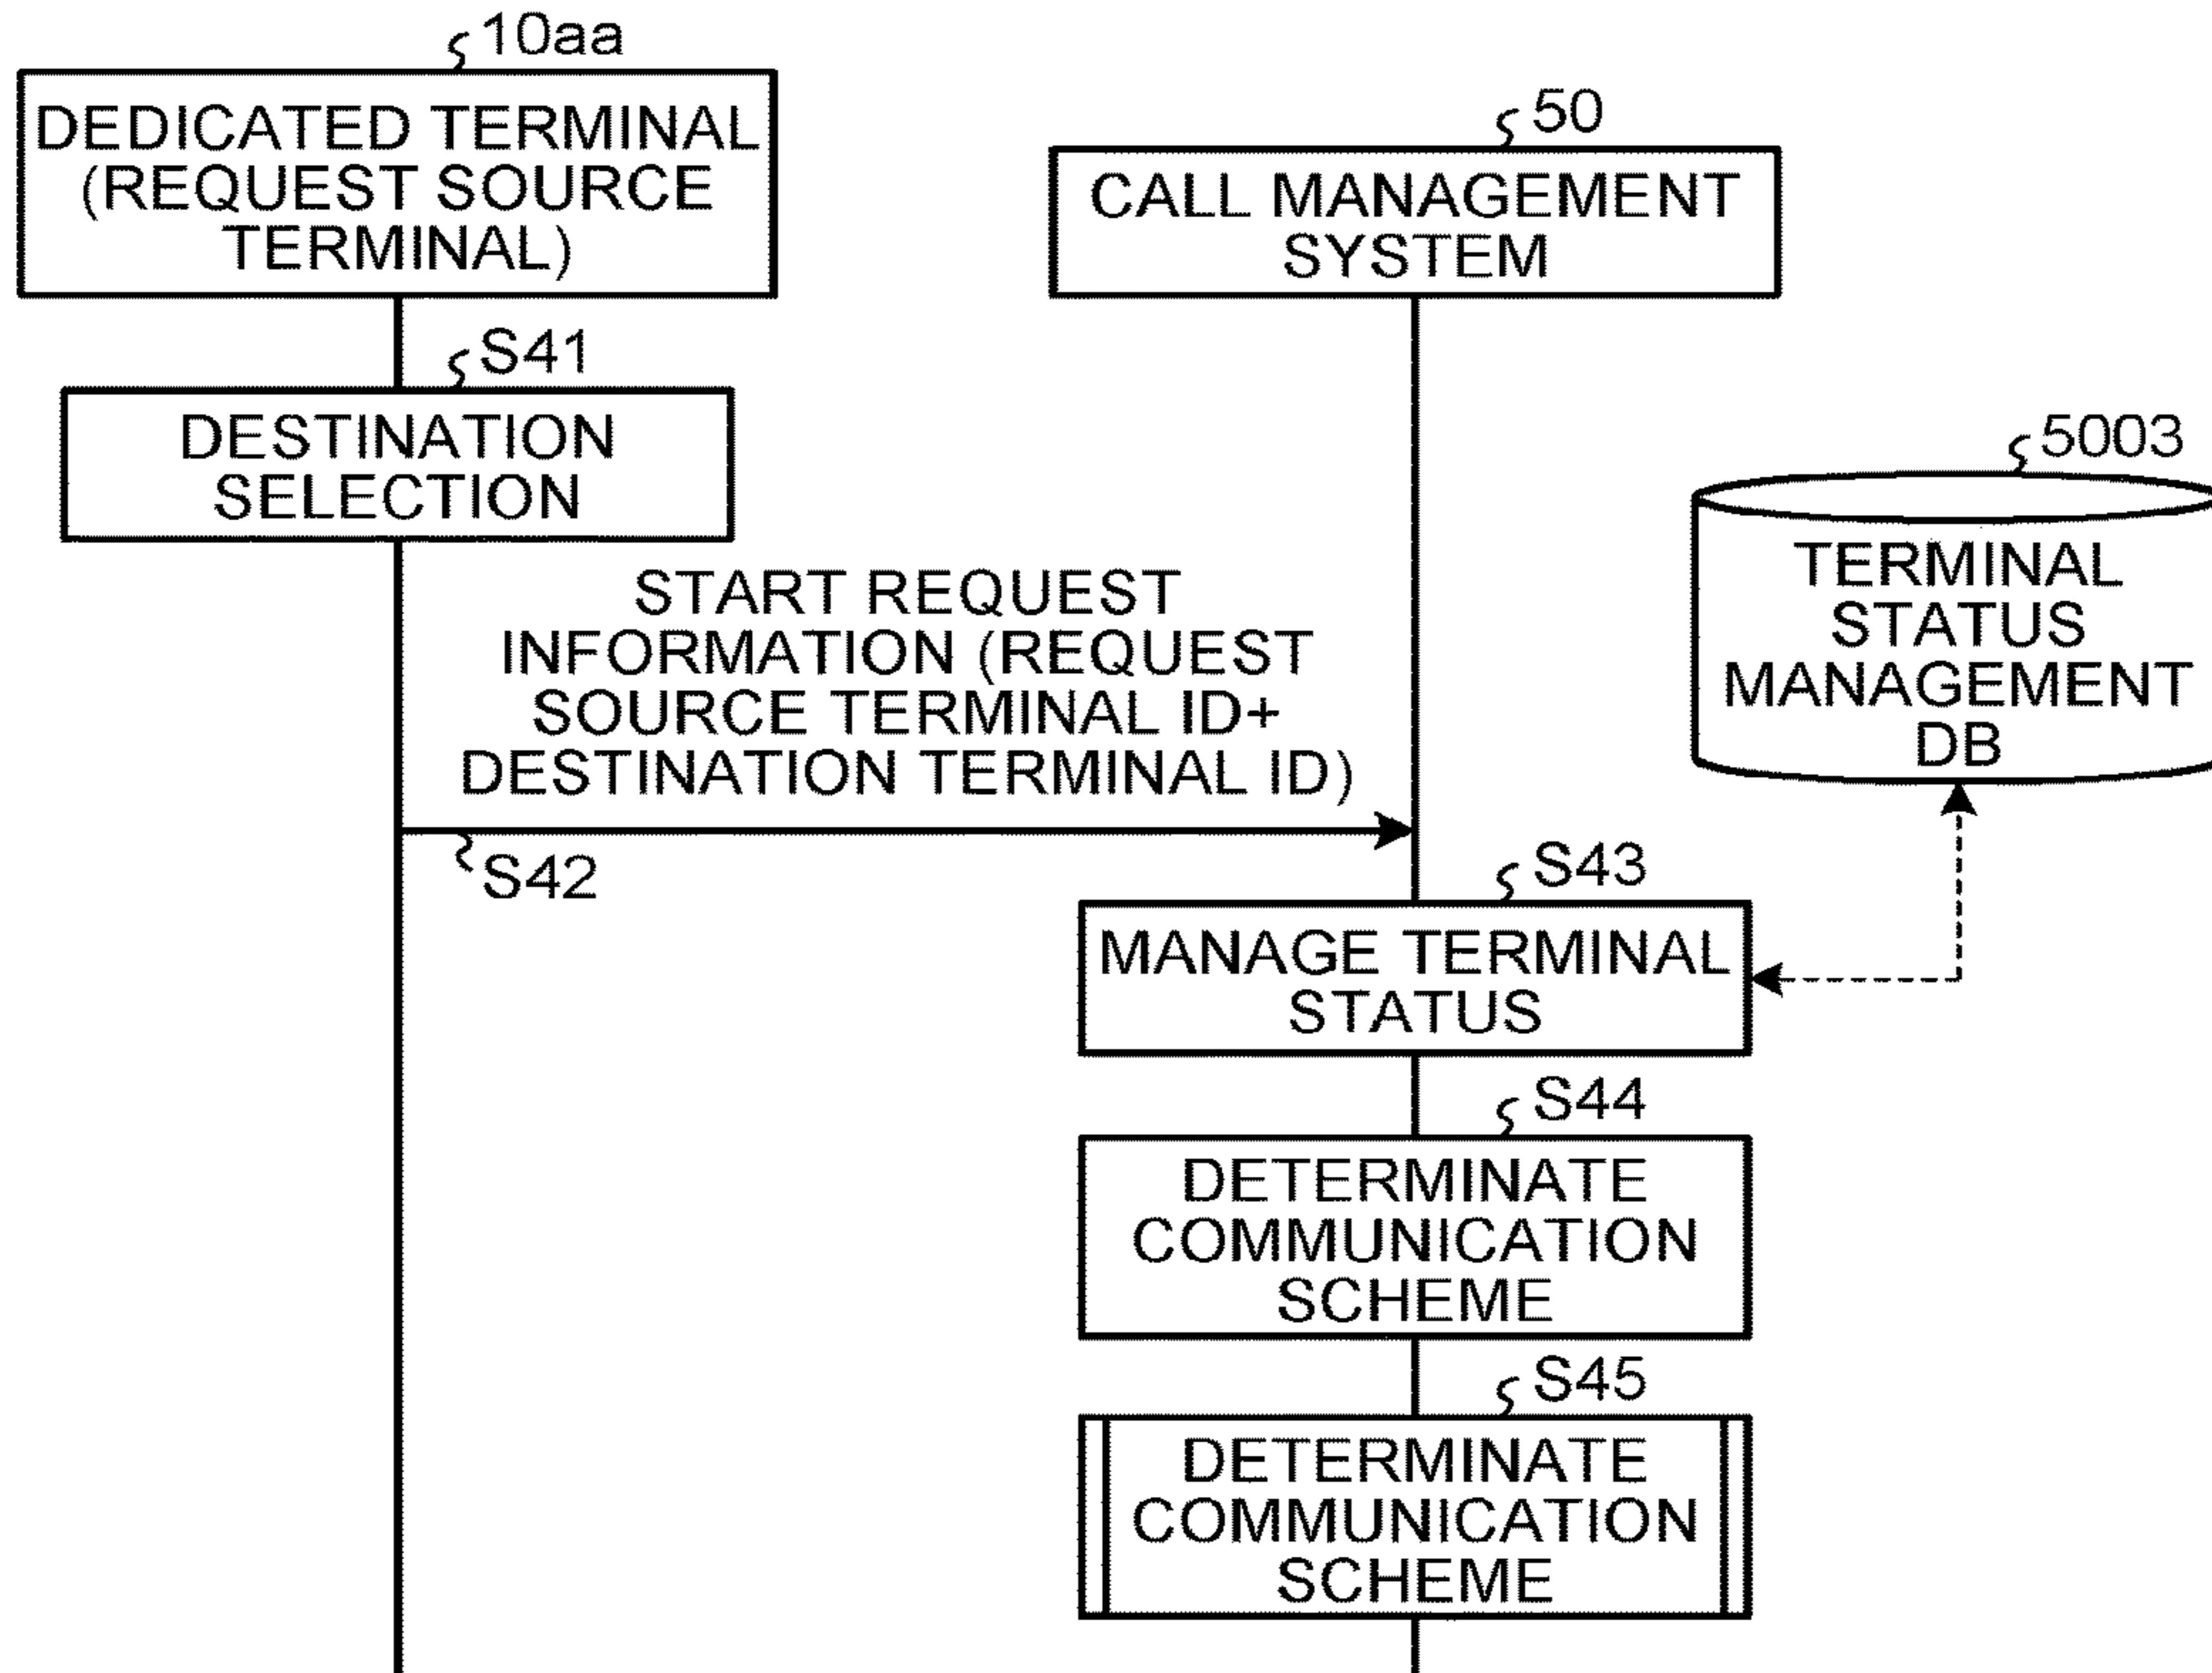 10aa
DEDICATED TERMINAL
(REQUEST SOURCE
TERMINAL)
50
CALL MANAGEMENT
SYSTEM
S41
DESTINATION
SELECTION
5003
TERMINAL
STATUS
MANAGEMENT
DB
START REQUEST
INFORMATION (REQUEST
SOURCE TERMINAL ID+
DESTINATION TERMINAL ID)
S42
S43
MANAGE TERMINAL
STATUS
S44
DETERMINATE
COMMUNICATION
SCHEME
S45
DETERMINATE
COMMUNICATION
SCHEME